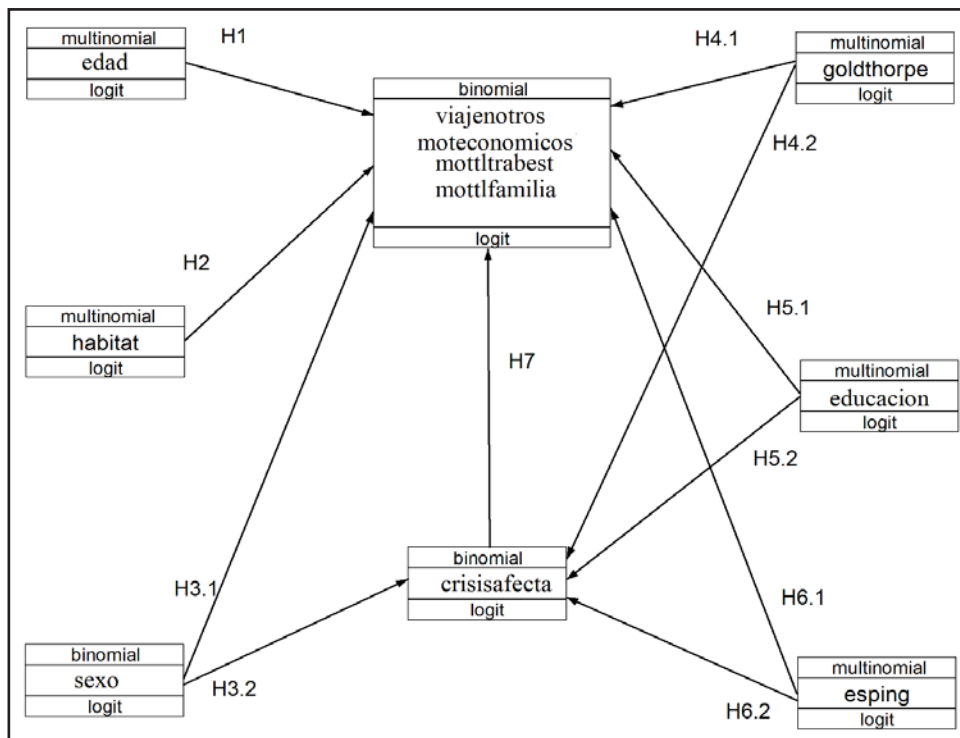 multinomial
edad
logit
H1
binomial
viajenotros
moteconomicos
mottltrabest
mottlfamilia
logit
H4.1
multinomial
goldthorpe
logit
H4.2
H2
multinomial
habitat
logit
H7
H5.1
multinomial
educacion
logit
H5.2
H3.1
binomial
crisisafecta
logit
H6.1
binomial
sexo
logit
H3.2
H6.2
multinomial
esping
logit